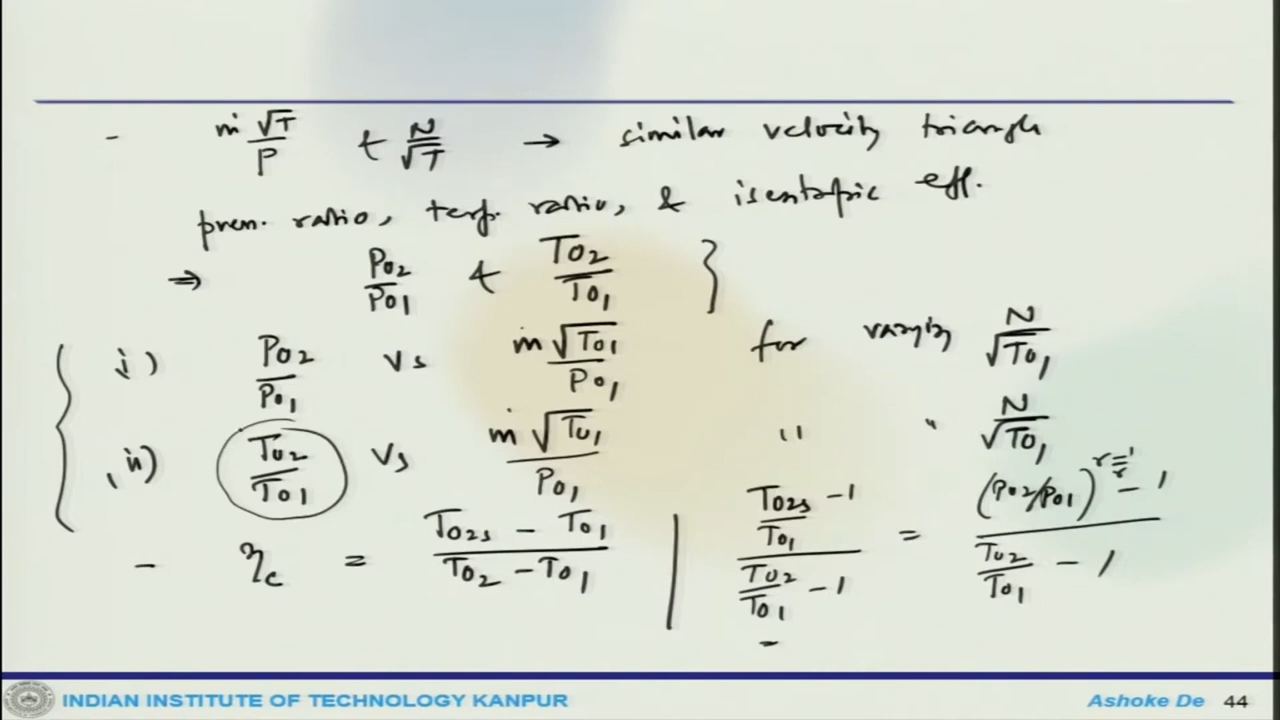 - ṁ√T/P & N/√T → similar velocity triangle
pren. ratio, temp. ratio, & isentropic eff.
⇒ P02/P01 & T02/T01 }
{ i) P02/P01 vs ṁ√T01/P01 for varying N/√T01
ii) T02/T01 vs ṁ√T01/P01 " " N/√T01
- ηc = (T02s - T01)/(T02 - T01) | (T02s/T01 - 1)/(T02/T01 - 1) = ((P02/P01)^((r-1)/r) - 1)/(T02/T01 - 1)
INDIAN INSTITUTE OF TECHNOLOGY KANPUR
Ashoke De 44